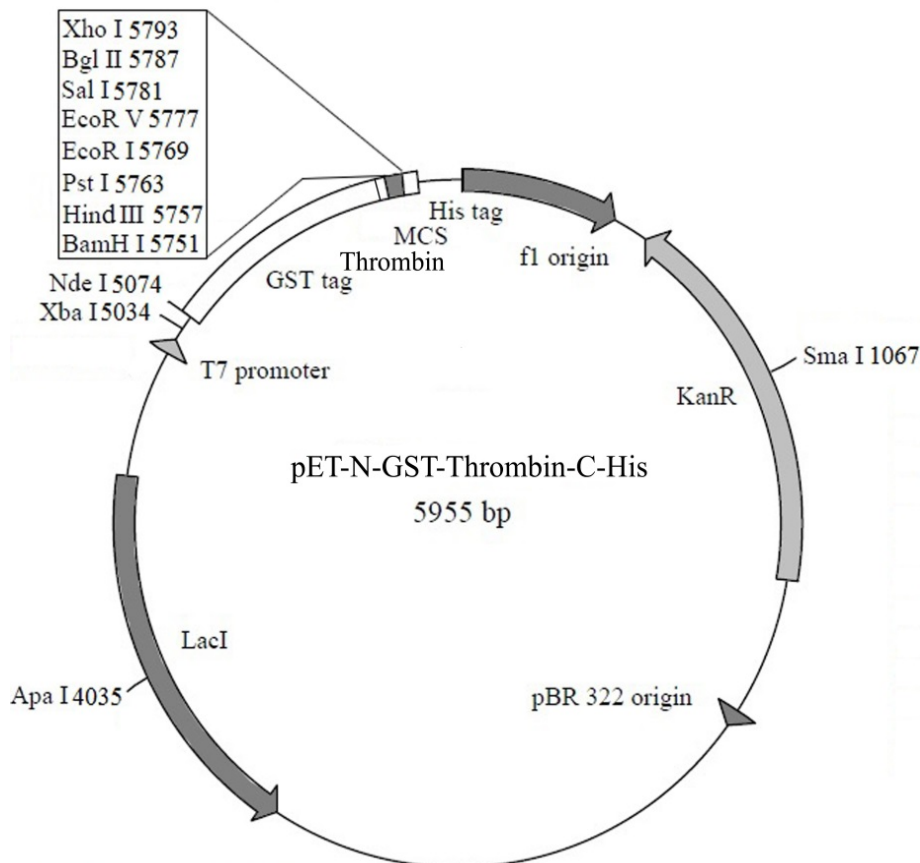 Xho I 5793
Bgl II 5787
Sal I 5781
EcoR V 5777
EcoR I 5769
Pst I 5763
Hind III 5757
BamH I 5751
Nde I 5074
Xba I 5034
His tag
MCS
Thrombin
GST tag
f1 origin
T7 promoter
Sma I 1067
KanR
pET-N-GST-Thrombin-C-His
5955 bp
LacI
Apa I 4035
pBR 322 origin